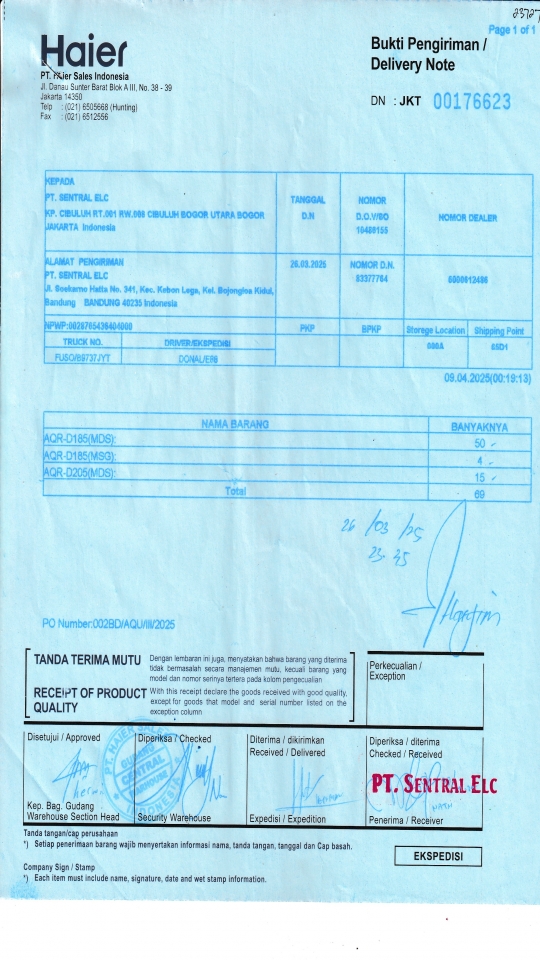 23727
Page 1 of 1
Haier
Bukti Pengiriman /
Delivery Note
PT. Haier Sales Indonesia
Jl. Danau Sunter Barat Blok A III, No. 38 - 39
Jakarta 14350
Telp : (021) 6505668 (Hunting)
Fax : (021) 6512556
DN : JKT 00176623
KEPADA
PT. SENTRAL ELC
KP. CIBULUH RT.001 RW.006 CIBULUH BOGOR UTARA BOGOR
JAKARTA Indonesia
TANGGAL
D.N
NOMOR
D.O.Y/SO
NOMOR DEALER
ALAMAT PENGIRIMAN
PT. SENTRAL ELC
Jl. Soekarno Hatta No. 341, Kec. Kebon Lega, Kel. Bojongloa Kidul,
Bandung BANDUNG 40235 Indonesia
26.03.2025
NOMOR D.N.
83377764
NPWP:
PKP
BPKP
Storege Location
Shipping Point
TRUCK NO.
DRIVER/EKSPEDISI
FUSO/B9737JYT
09.04.2025(00:19:13)
NAMA BARANG
BANYAKNYA
AQR-D185(MDS): 50
AQR-D185(MSG): 4
AQR-D205(MDS): 15
Total 69
26/03/25
23.45
PO Number:002BD/AQU/III/2025
TANDA TERIMA MUTU
Dengan lembaran ini juga, menyatakan bahwa barang yang diterima
tidak bermasalah secara manajemen mutu, kecuali barang yang
model dan nomor serinya tertera pada kolom pengecualian
RECEIPT OF PRODUCT
QUALITY
With this receipt declare the goods received with good quality,
except for goods that model and serial number listed on the
exception column
Perkecualian /
Exception
Disetujui / Approved
Diperiksa / Checked
Diterima / dikirimkan
Received / Delivered
Diperiksa / diterima
Checked / Received
PT. HAIER SALES
CENTRAL
WAREHOUSE
INDONESIA
PT. SENTRAL ELC
Kep. Bag. Gudang
Warehouse Section Head
Security Warehouse
Expedisi / Expedition
Penerima / Receiver
Tanda tangan/cap perusahaan
*) Setiap penerimaan barang wajib menyertakan informasi nama, tanda tangan, tanggal dan Cap basah.
EKSPEDISI
Company Sign / Stamp
*) Each item must include name, signature, date and wet stamp information.